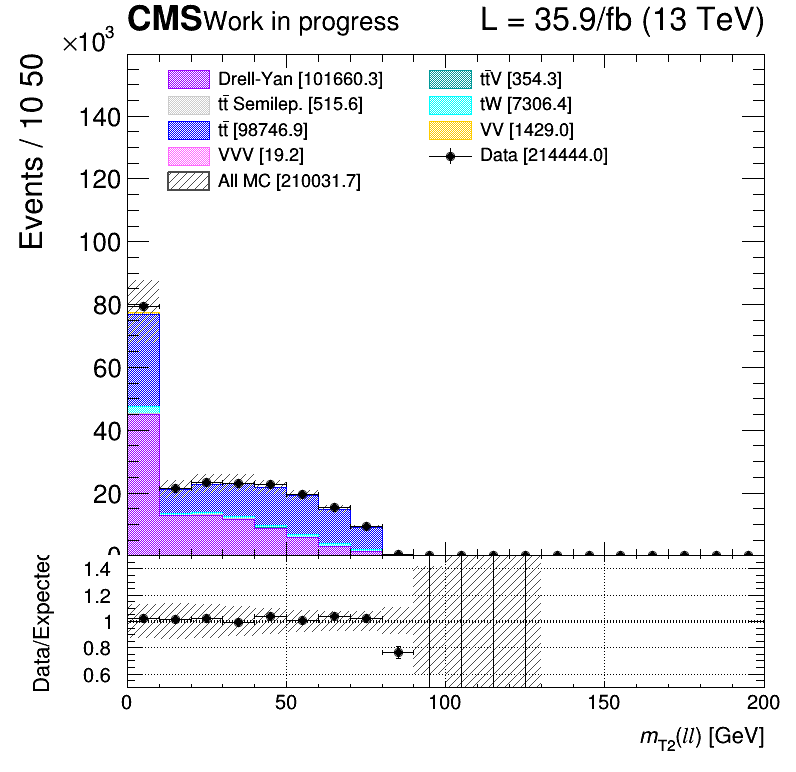 CMS Work in progress
L = 35.9/fb (13 TeV)
×10³
Events / 10 50
Drell-Yan [101660.3]
tt̄ Semilep. [515.6]
tt̄ [98746.9]
VVV [19.2]
All MC [210031.7]
tt̄V [354.3]
tW [7306.4]
VV [1429.0]
Data [214444.0]
140
120
100
80
60
40
20
0
Data/Expected
1.4
1.2
1
0.8
0.6
0 50 100 150 200
m_T2(ll) [GeV]